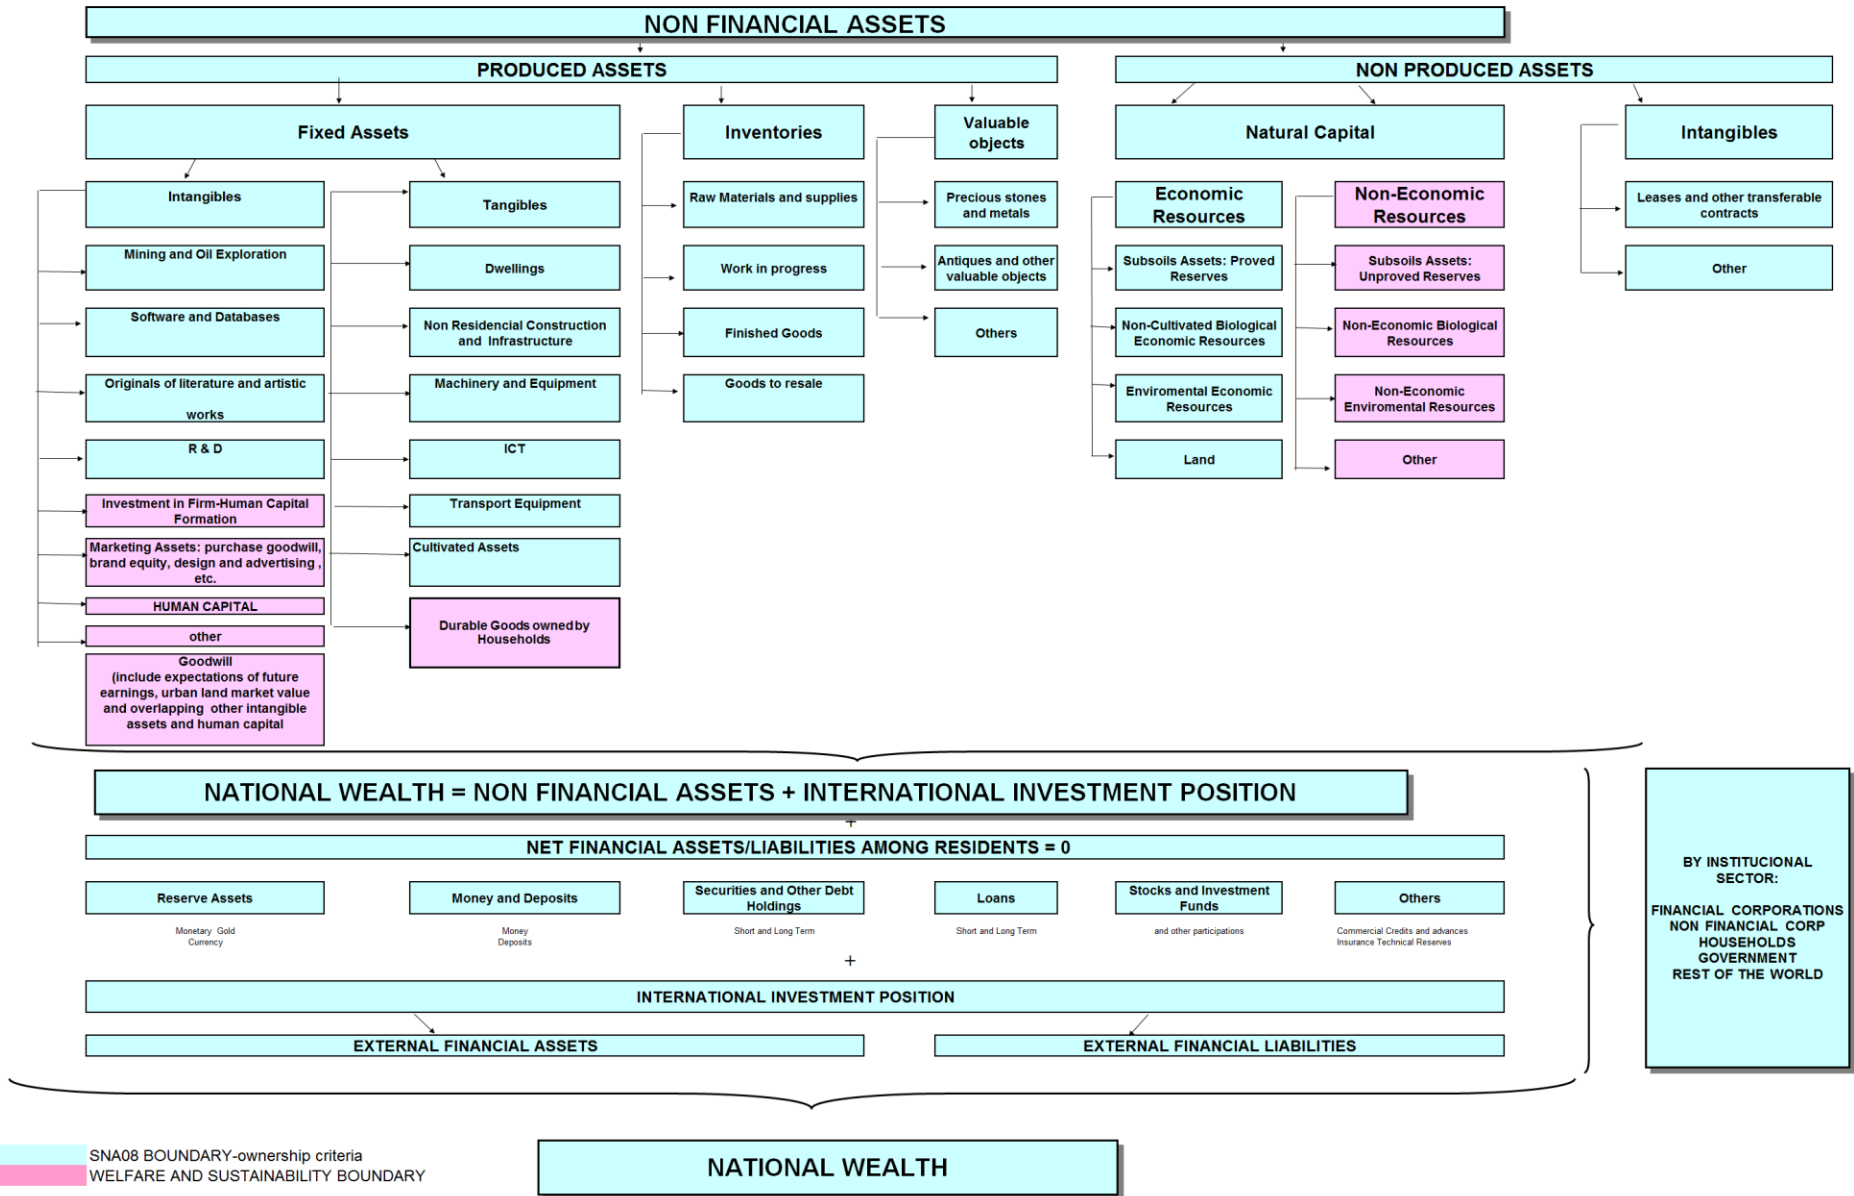 NON FINANCIAL ASSETS
PRODUCED ASSETS
NON PRODUCED ASSETS
Fixed Assets
Inventories
Valuable
objects
Natural Capital
Intangibles
Intangibles
Mining and Oil Exploration
Software and Databases
Originals of literature and artistic
works
R & D
Investment in Firm-Human Capital
Formation
Marketing Assets: purchase goodwill,
brand equity, design and advertising ,
etc.
HUMAN CAPITAL
other
Goodwill
(include expectations of future
earnings, urban land market value
and overlapping other intangible
assets and human capital
Tangibles
Dwellings
Non Residencial Construction
and Infrastructure
Machinery and Equipment
ICT
Transport Equipment
Cultivated Assets
Durable Goods owned by
Households
Raw Materials and supplies
Work in progress
Finished Goods
Goods to resale
Precious stones
and metals
Antiques and other
valuable objects
Others
Economic
Resources
Subsoils Assets: Proved
Reserves
Non-Cultivated Biological
Economic Resources
Enviromental Economic
Resources
Land
Non-Economic
Resources
Subsoils Assets:
Unproved Reserves
Non-Economic Biological
Resources
Non-Economic
Enviromental Resources
Other
Leases and other transferable
contracts
Other
NATIONAL WEALTH = NON FINANCIAL ASSETS + INTERNATIONAL INVESTMENT POSITION
+
NET FINANCIAL ASSETS/LIABILITIES AMONG RESIDENTS = 0
Reserve Assets
Monetary Gold
Currency
Money and Deposits
Money
Deposits
Securities and Other Debt
Holdings
Short and Long Term
Loans
Short and Long Term
Stocks and Investment
Funds
and other participations
Others
Commercial Credits and advances
Insurance Technical Reserves
+
INTERNATIONAL INVESTMENT POSITION
EXTERNAL FINANCIAL ASSETS
EXTERNAL FINANCIAL LIABILITIES
BY INSTITUCIONAL
SECTOR:
FINANCIAL CORPORATIONS
NON FINANCIAL CORP
HOUSEHOLDS
GOVERNMENT
REST OF THE WORLD
SNA08 BOUNDARY-ownership criteria
WELFARE AND SUSTAINABILITY BOUNDARY
NATIONAL WEALTH